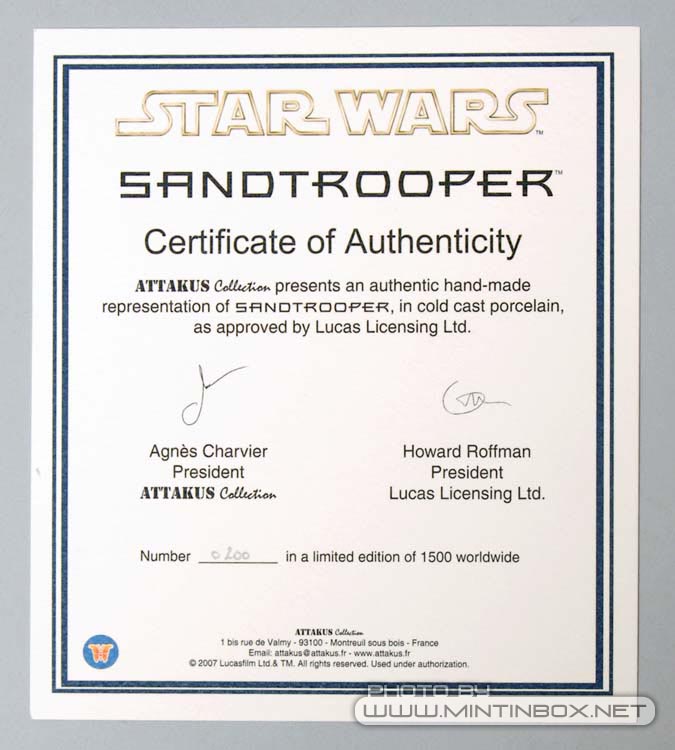 STAR WARS™
SANDTROOPER™
Certificate of Authenticity
ATTAKUS Collection presents an authentic hand-made
representation of SANDTROOPER, in cold cast porcelain,
as approved by Lucas Licensing Ltd.
Agnès Charvier
President
ATTAKUS Collection
Howard Roffman
President
Lucas Licensing Ltd.
Number 0200 in a limited edition of 1500 worldwide
ATTAKUS Collection
1 bis rue de Valmy - 93100 - Montreuil sous bois - France
Email: attakus@attakus.fr - www.attakus.fr
© 2007 Lucasfilm Ltd.& TM. All rights reserved. Used under authorization.
PHOTO BY
WWW.MINTINBOX.NET